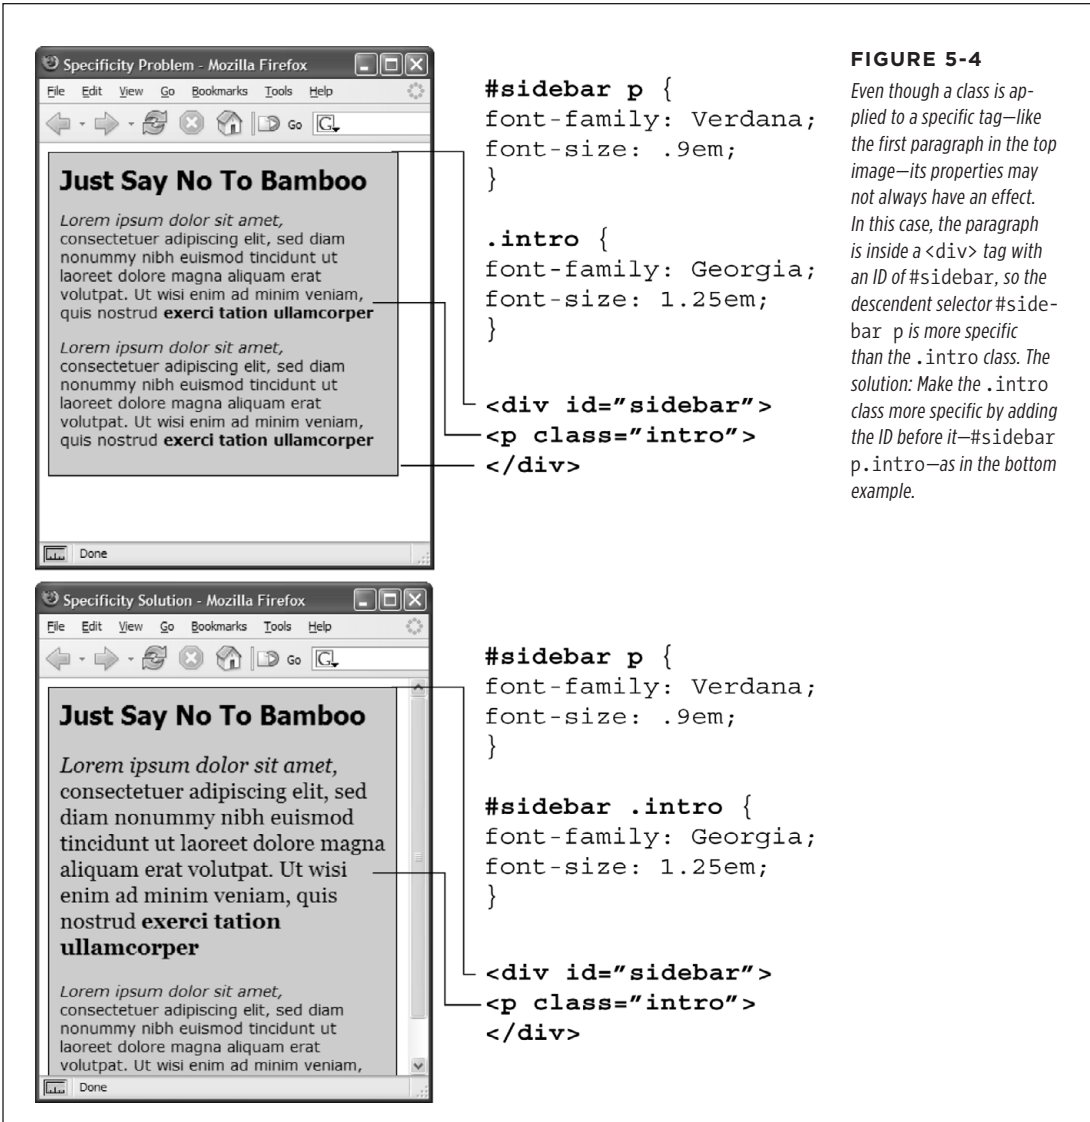 Specificity Problem - Mozilla Firefox
File Edit View Go Bookmarks Tools Help
Go G
Just Say No To Bamboo
Lorem ipsum dolor sit amet,
consectetuer adipiscing elit, sed diam
nonummy nibh euismod tincidunt ut
laoreet dolore magna aliquam erat
volutpat. Ut wisi enim ad minim veniam,
quis nostrud exerci tation ullamcorper
Lorem ipsum dolor sit amet,
consectetuer adipiscing elit, sed diam
nonummy nibh euismod tincidunt ut
laoreet dolore magna aliquam erat
volutpat. Ut wisi enim ad minim veniam,
quis nostrud exerci tation ullamcorper
Done
#sidebar p {
font-family: Verdana;
font-size: .9em;
}
.intro {
font-family: Georgia;
font-size: 1.25em;
}
<div id="sidebar">
<p class="intro">
</div>
FIGURE 5-4
Even though a class is ap-
plied to a specific tag—like
the first paragraph in the top
image—its properties may
not always have an effect.
In this case, the paragraph
is inside a <div> tag with
an ID of #sidebar, so the
descendent selector #side-
bar p is more specific
than the .intro class. The
solution: Make the .intro
class more specific by adding
the ID before it—#sidebar
p.intro—as in the bottom
example.
Specificity Solution - Mozilla Firefox
File Edit View Go Bookmarks Tools Help
Go G
Just Say No To Bamboo
Lorem ipsum dolor sit amet,
consectetuer adipiscing elit, sed
diam nonummy nibh euismod
tincidunt ut laoreet dolore magna
aliquam erat volutpat. Ut wisi
enim ad minim veniam, quis
nostrud exerci tation
ullamcorper
Lorem ipsum dolor sit amet,
consectetuer adipiscing elit, sed diam
nonummy nibh euismod tincidunt ut
laoreet dolore magna aliquam erat
volutpat. Ut wisi enim ad minim veniam,
Done
#sidebar p {
font-family: Verdana;
font-size: .9em;
}
#sidebar .intro {
font-family: Georgia;
font-size: 1.25em;
}
<div id="sidebar">
<p class="intro">
</div>